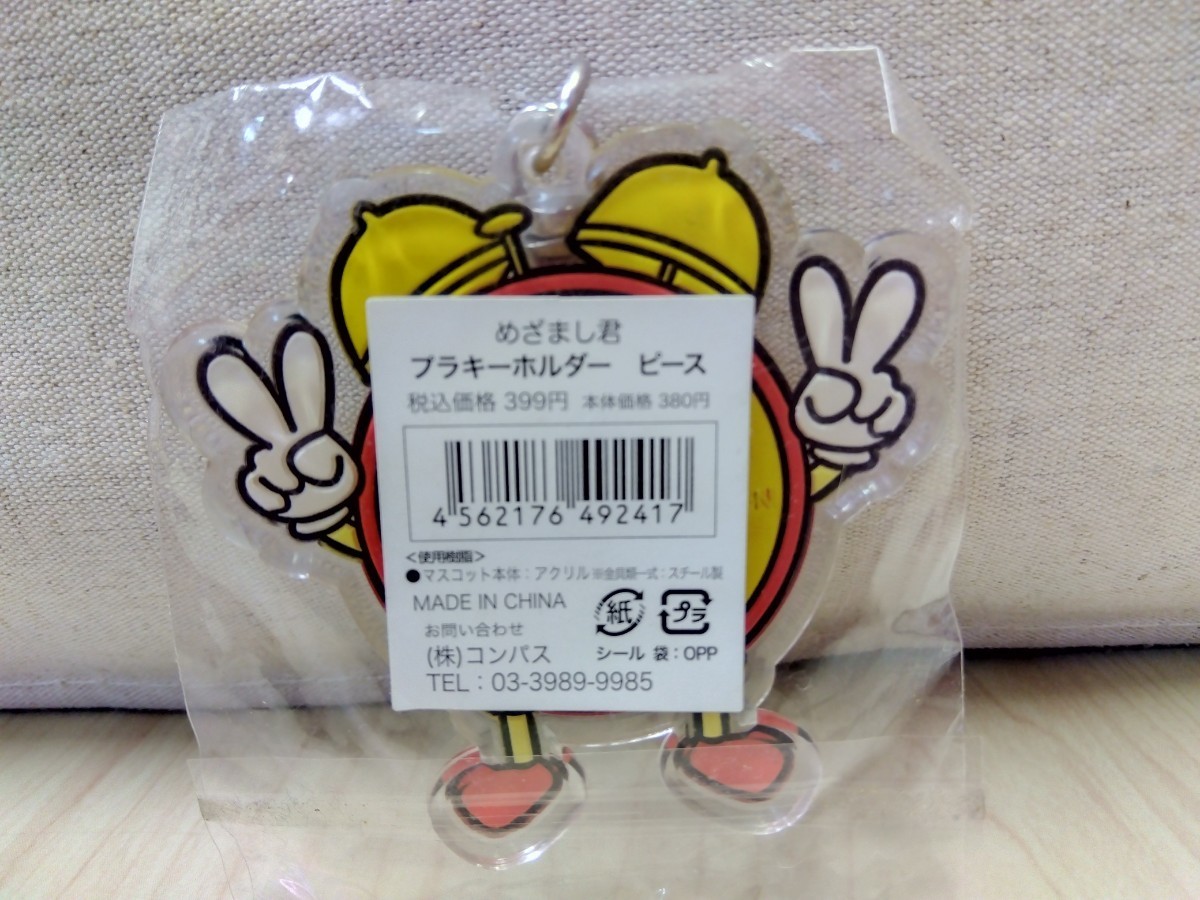 めざまし君
プラキーホルダー　ピース
税込価格 399円 本体価格 380円
4 562176 492417
<使用樹脂>
●マスコット本体：アクリル ※金具類一式：スチール製
MADE IN CHINA
紙 プラ
お問い合わせ
シール 袋：OPP
(株)コンパス
TEL：03-3989-9985